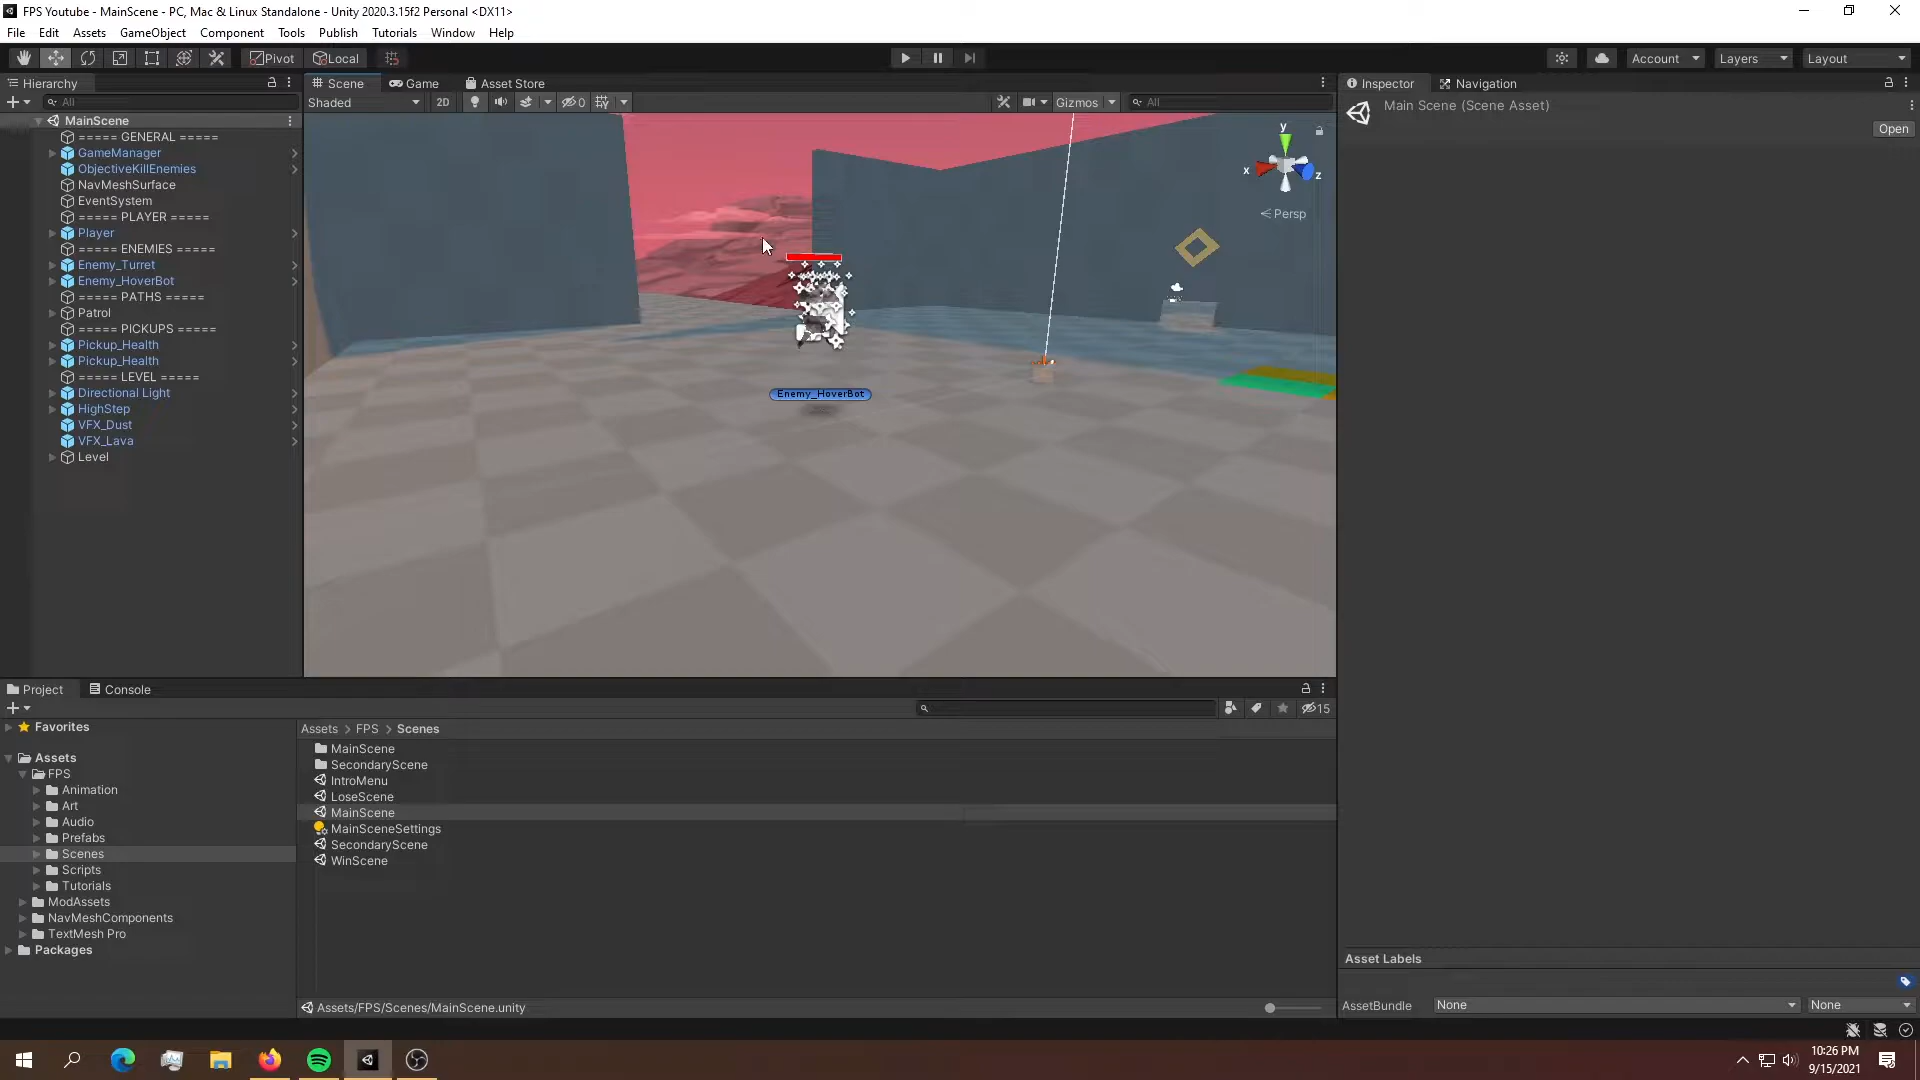 FPS Youtube - MainScene - PC, Mac & Linux Standalone - Unity 2020.3.15f2 Personal <DX11>
File Edit Assets GameObject Component Tools Publish Tutorials Window Help
Pivot Local Account Layers Layout
Hierarchy
All
MainScene
===== GENERAL =====
GameManager
ObjectiveKillEnemies
NavMeshSurface
EventSystem
===== PLAYER =====
Player
===== ENEMIES =====
Enemy_Turret
Enemy_HoverBot
===== PATHS =====
Patrol
===== PICKUPS =====
Pickup_Health
Pickup_Health
===== LEVEL =====
Directional Light
HighStep
VFX_Dust
VFX_Lava
Level
Scene Game Asset Store
Shaded 2D 0 Gizmos All
y
x
z
Persp
Enemy_HoverBot
Inspector Navigation
Main Scene (Scene Asset)
Open
Project Console
15
Favorites
Assets
FPS
Animation
Art
Audio
Prefabs
Scenes
Scripts
Tutorials
ModAssets
NavMeshComponents
TextMesh Pro
Packages
Assets > FPS > Scenes
MainScene
SecondaryScene
IntroMenu
LoseScene
MainScene
MainSceneSettings
SecondaryScene
WinScene
Assets/FPS/Scenes/MainScene.unity
Asset Labels
AssetBundle None None
10:26 PM
9/15/2021